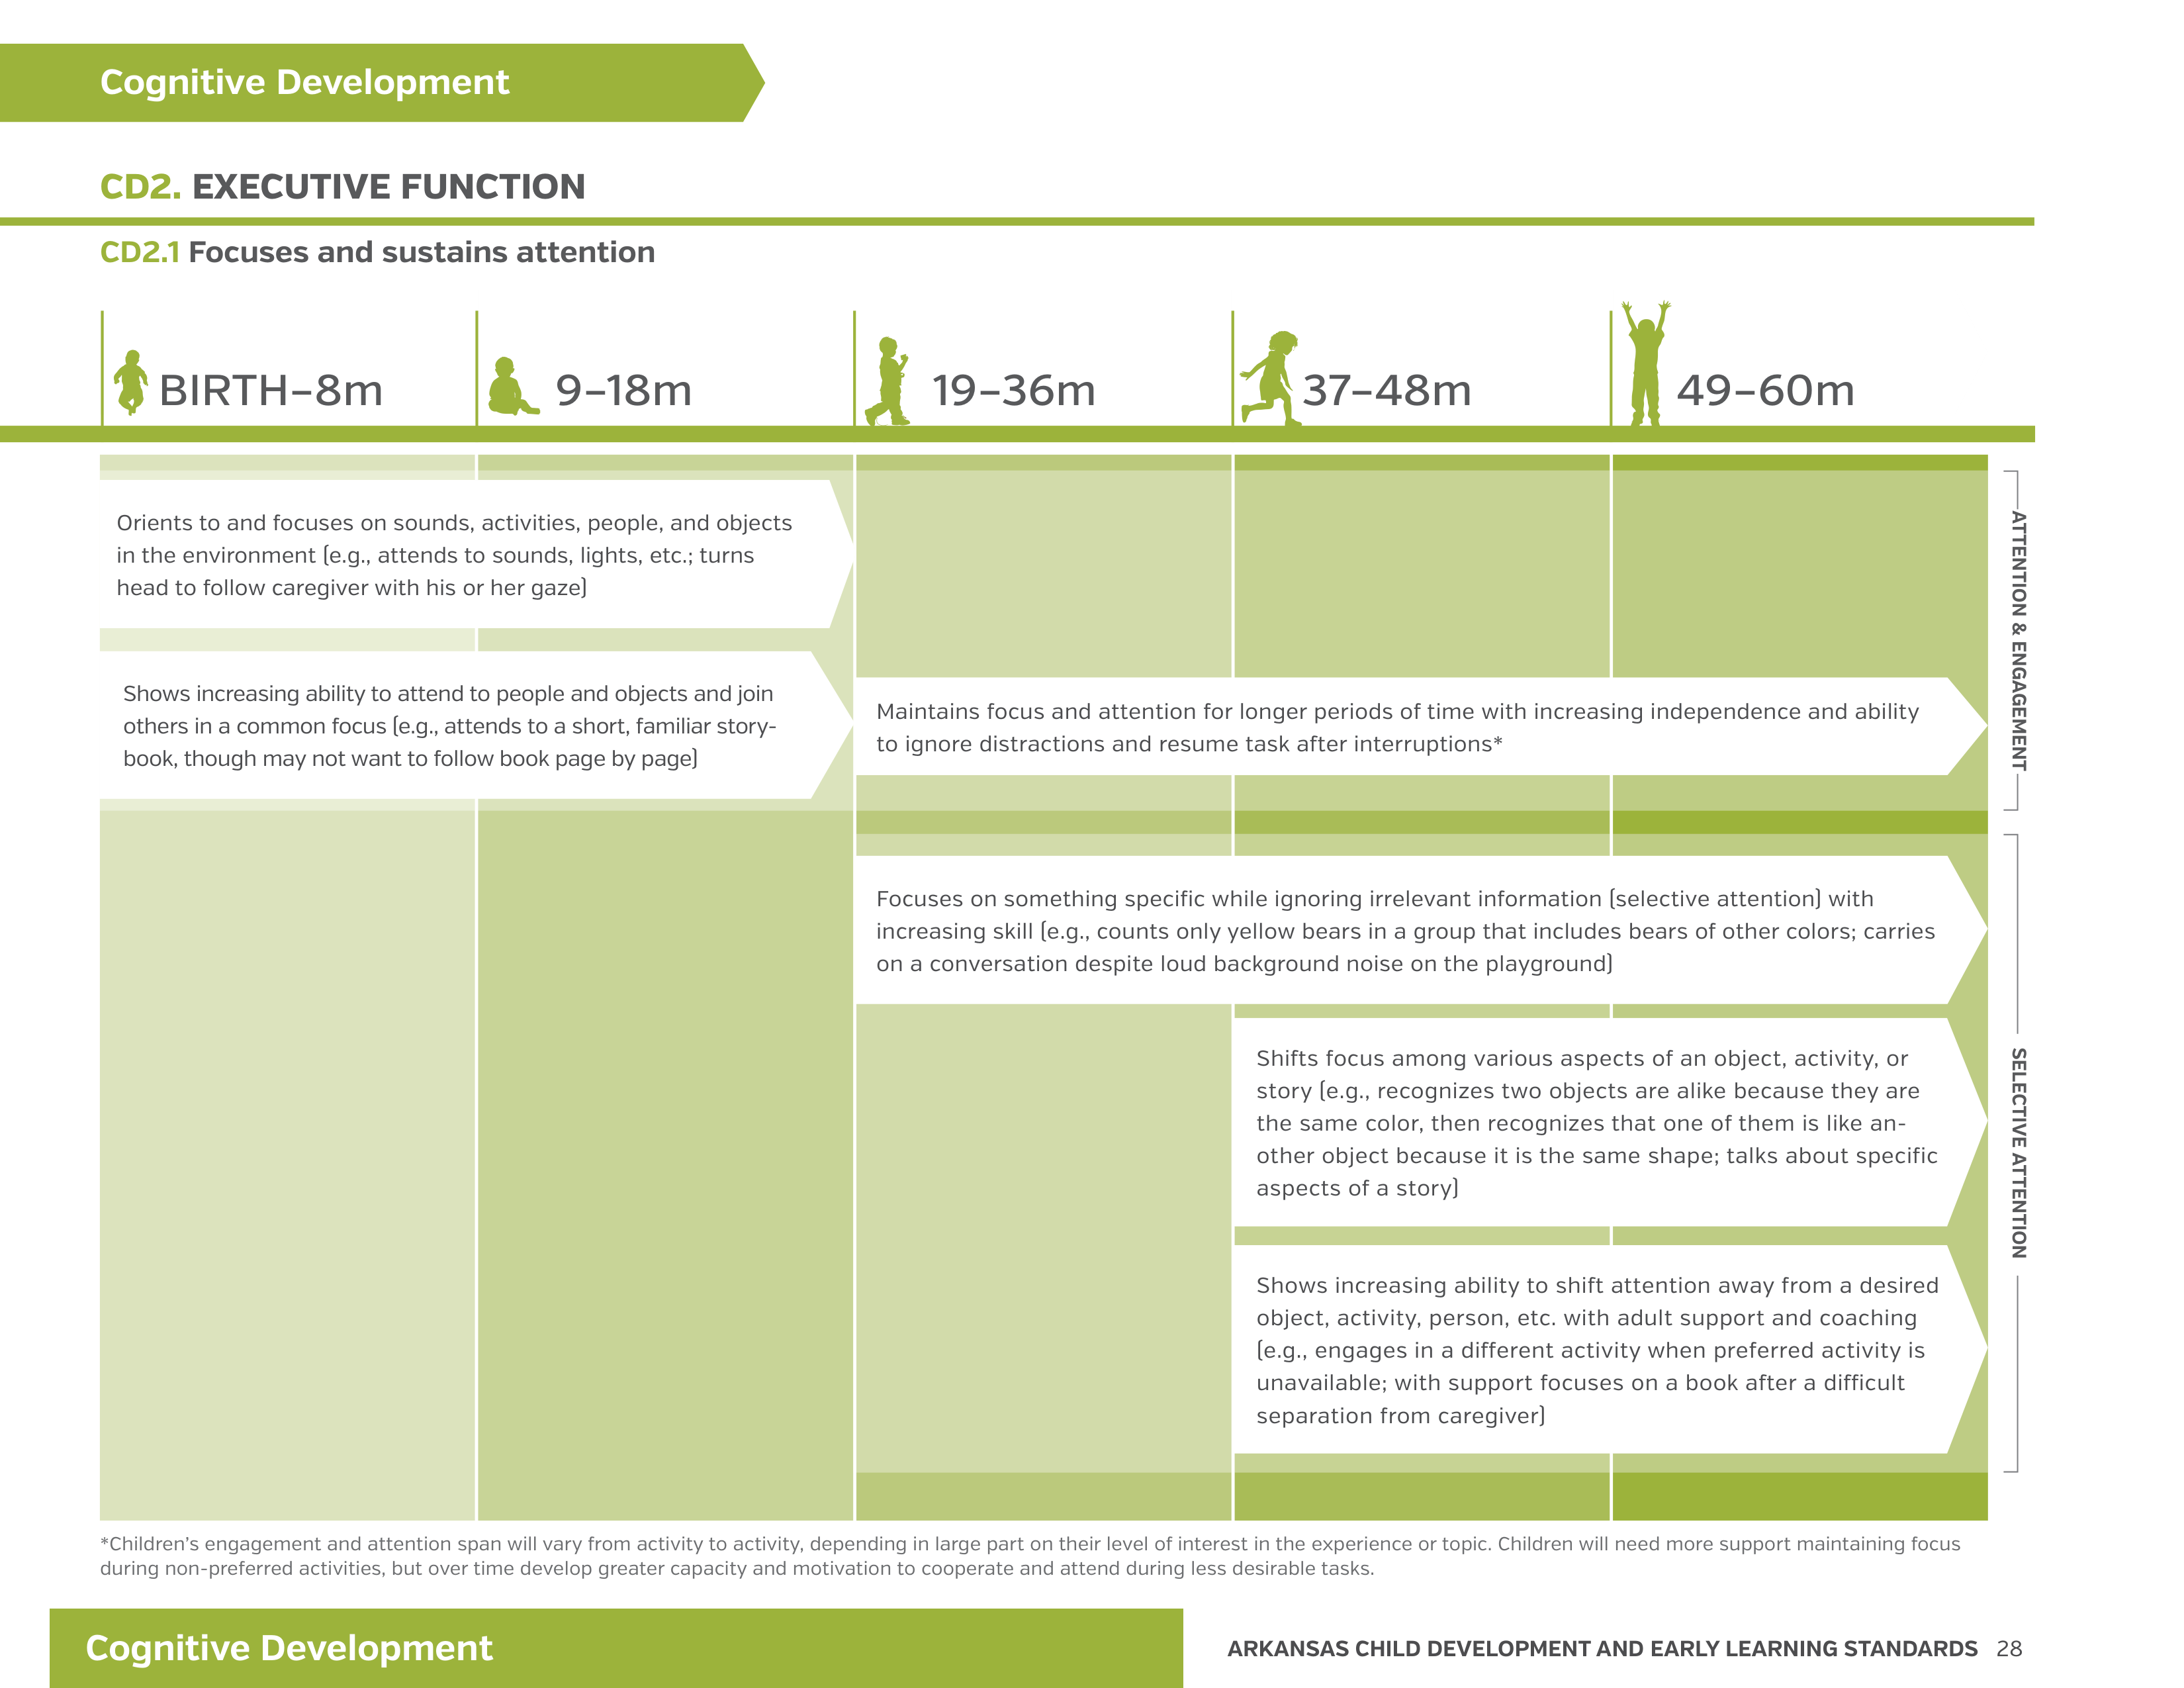 Cognitive Development
CD2. EXECUTIVE FUNCTION
CD2.1 Focuses and sustains attention
BIRTH–8m
9–18m
19–36m
37–48m
49–60m
Orients to and focuses on sounds, activities, people, and objects
in the environment (e.g., attends to sounds, lights, etc.; turns
head to follow caregiver with his or her gaze)
Shows increasing ability to attend to people and objects and join
others in a common focus (e.g., attends to a short, familiar story-
book, though may not want to follow book page by page)
Maintains focus and attention for longer periods of time with increasing independence and ability
to ignore distractions and resume task after interruptions*
ATTENTION & ENGAGEMENT
Focuses on something specific while ignoring irrelevant information (selective attention) with
increasing skill (e.g., counts only yellow bears in a group that includes bears of other colors; carries
on a conversation despite loud background noise on the playground)
Shifts focus among various aspects of an object, activity, or
story (e.g., recognizes two objects are alike because they are
the same color, then recognizes that one of them is like an-
other object because it is the same shape; talks about specific
aspects of a story)
Shows increasing ability to shift attention away from a desired
object, activity, person, etc. with adult support and coaching
(e.g., engages in a different activity when preferred activity is
unavailable; with support focuses on a book after a difficult
separation from caregiver)
SELECTIVE ATTENTION
*Children's engagement and attention span will vary from activity to activity, depending in large part on their level of interest in the experience or topic. Children will need more support maintaining focus
during non-preferred activities, but over time develop greater capacity and motivation to cooperate and attend during less desirable tasks.
Cognitive Development
ARKANSAS CHILD DEVELOPMENT AND EARLY LEARNING STANDARDS 28